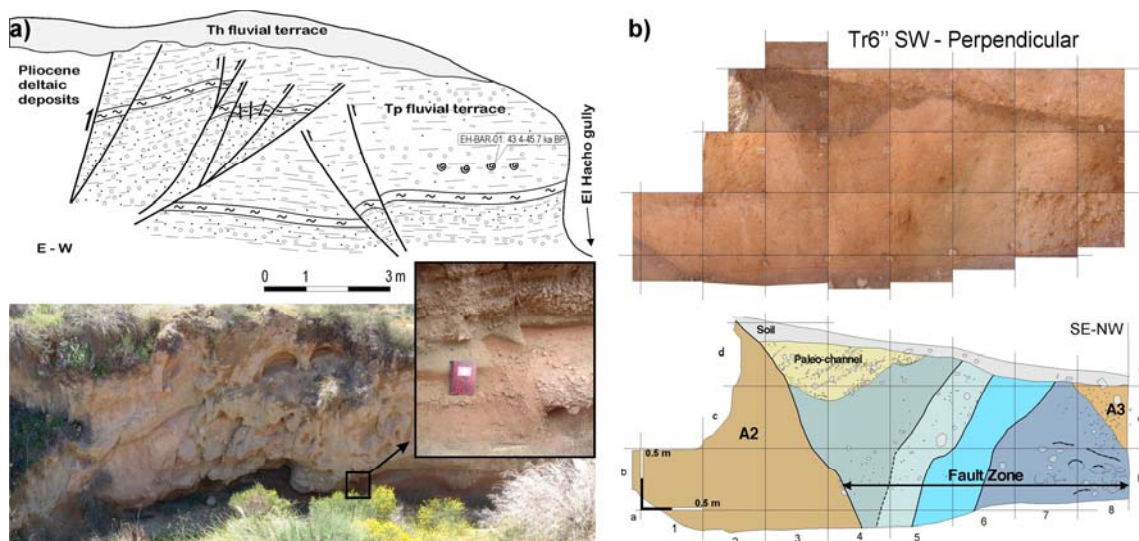 a)
Th fluvial terrace
Pliocene
deltaic
deposits
Tp fluvial terrace
EH-BAR-01: 43.4-45.7 ka BP
El Hacho gully
E - W
0 1 3 m
b)
Tr6’’ SW - Perpendicular
SE-NW
Soil
Paleo-channel
d
c
A2
A3
b
0.5 m
Fault Zone
a
0.5 m
1
2
3
4
5
6
7
8